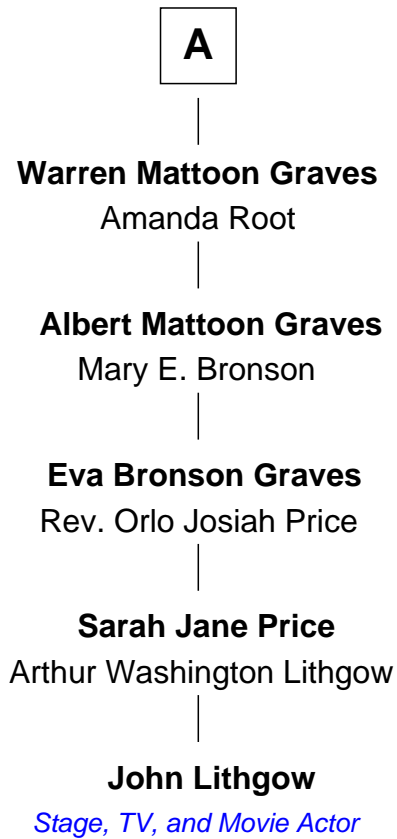 A
Warren Mattoon Graves
Amanda Root
Albert Mattoon Graves
Mary E. Bronson
Eva Bronson Graves
Rev. Orlo Josiah Price
Sarah Jane Price
Arthur Washington Lithgow
John Lithgow
Stage, TV, and Movie Actor